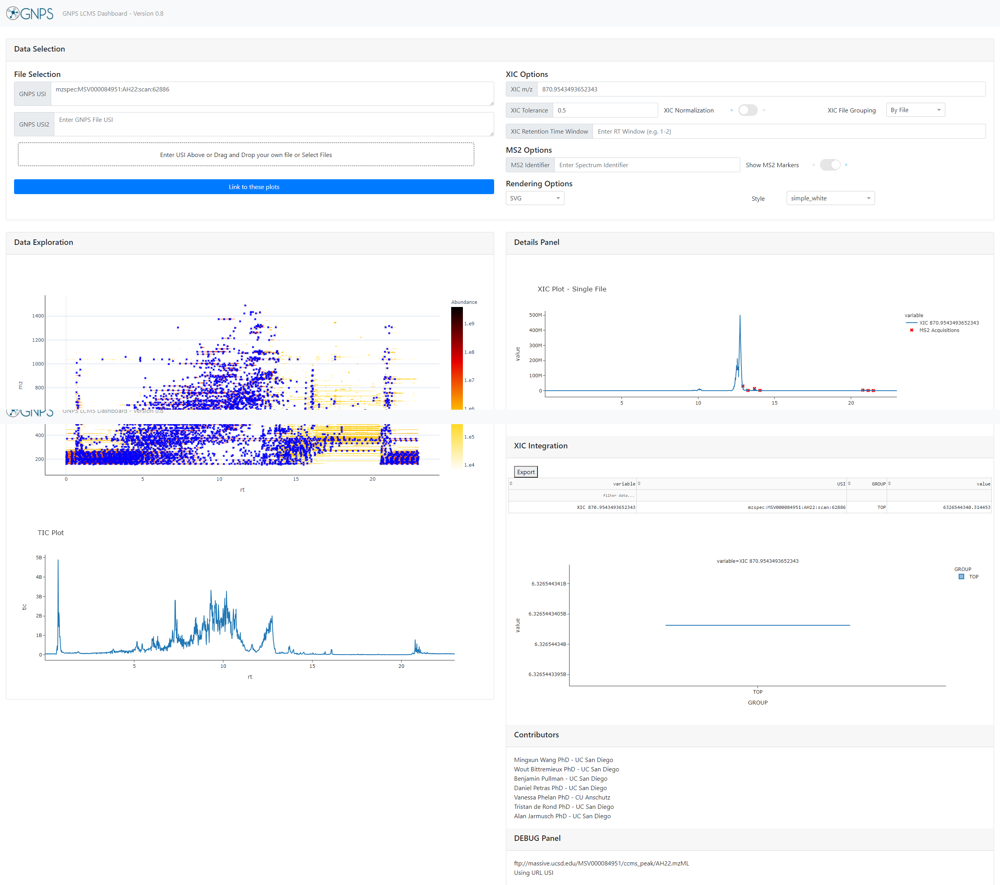 GNPS
GNPS LCMS Dashboard - Version 0.8
Data Selection
File Selection
GNPS USI
mzspec:MSV000084951:AH22:scan:62886
GNPS USI2
Enter GNPS File USI
Enter USI Above or Drag and Drop your own file or Select Files
Link to these plots
XIC Options
XIC m/z
870.9543493652343
XIC Tolerance
0.5
XIC Normalization
XIC File Grouping
By File
XIC Retention Time Window
Enter RT Window (e.g. 1-2)
MS2 Options
MS2 Identifier
Enter Spectrum Identifier
Show MS2 Markers
Rendering Options
SVG
Style
simple_white
Data Exploration
Abundance
1400
1200
1000
800
mz
1.e9
1.e8
1.e7
1.e6
GNPS
GNPS LCMS Dashboard - Version 0.8
400
200
1.e5
1.e4
0
5
10
15
20
rt
TIC Plot
5B
4B
3B
2B
1B
0
tic
5
10
15
20
rt
Details Panel
XIC Plot - Single File
500M
400M
300M
200M
100M
0
value
5
10
15
20
variable
XIC 870.9543493652343
MS2 Acquisitions
XIC Integration
Export
variable
USI
GROUP
value
filter data...
XIC 870.9543493652343
mzspec:MSV000084951:AH22:scan:62886
TOP
6326544340.314453
variable=XIC 870.9543493652343
6.326544341B
6.3265443405B
6.32654434B
6.3265443395B
value
TOP
GROUP
GROUP
TOP
Contributors
Mingxun Wang PhD - UC San Diego
Wout Bittremieux PhD - UC San Diego
Benjamin Pullman - UC San Diego
Daniel Petras PhD - UC San Diego
Vanessa Phelan PhD - CU Anschutz
Tristan de Rond PhD - UC San Diego
Alan Jarmusch PhD - UC San Diego
DEBUG Panel
ftp://massive.ucsd.edu/MSV000084951/ccms_peak/AH22.mzML
Using URL USI